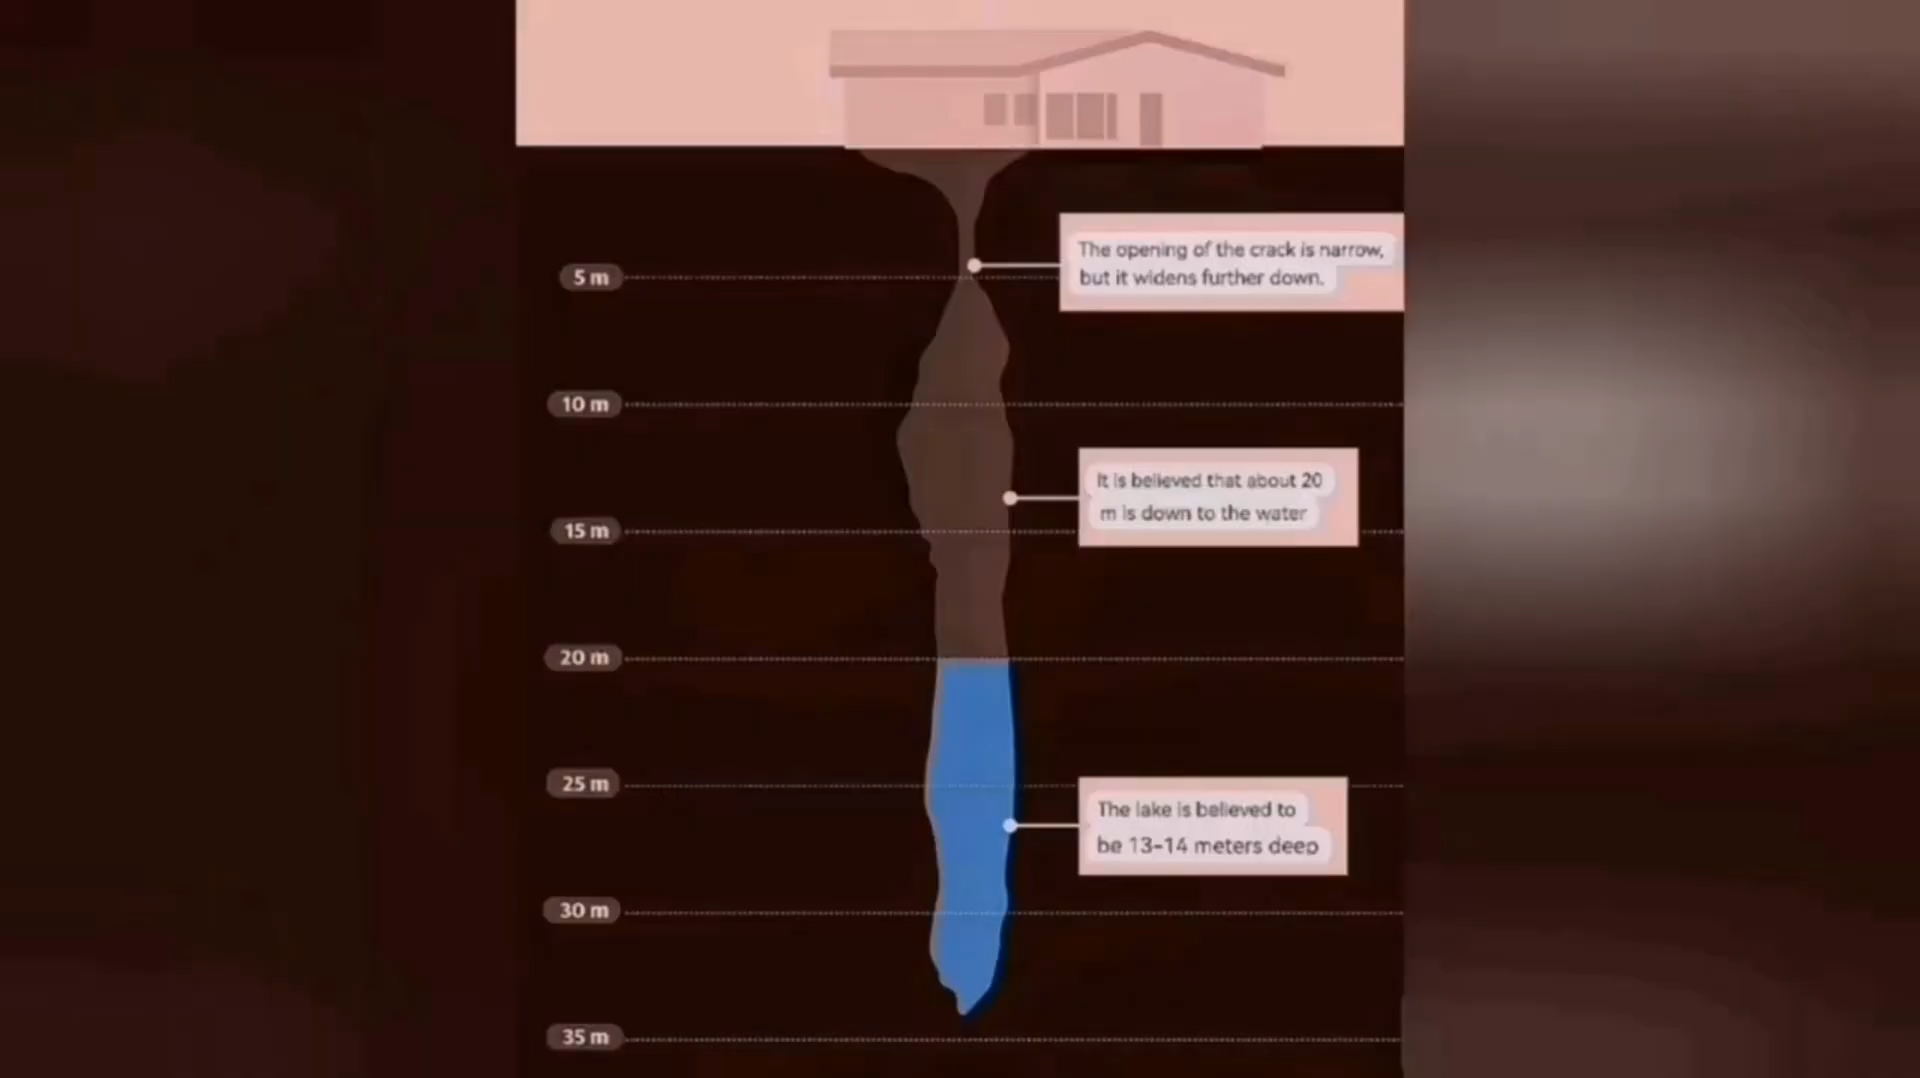 The opening of the crack is narrow,
but it widens further down.
5 m
10 m
It is believed that about 20
m is down to the water
15 m
20 m
25 m
The lake is believed to
be 13-14 meters deep
30 m
35 m